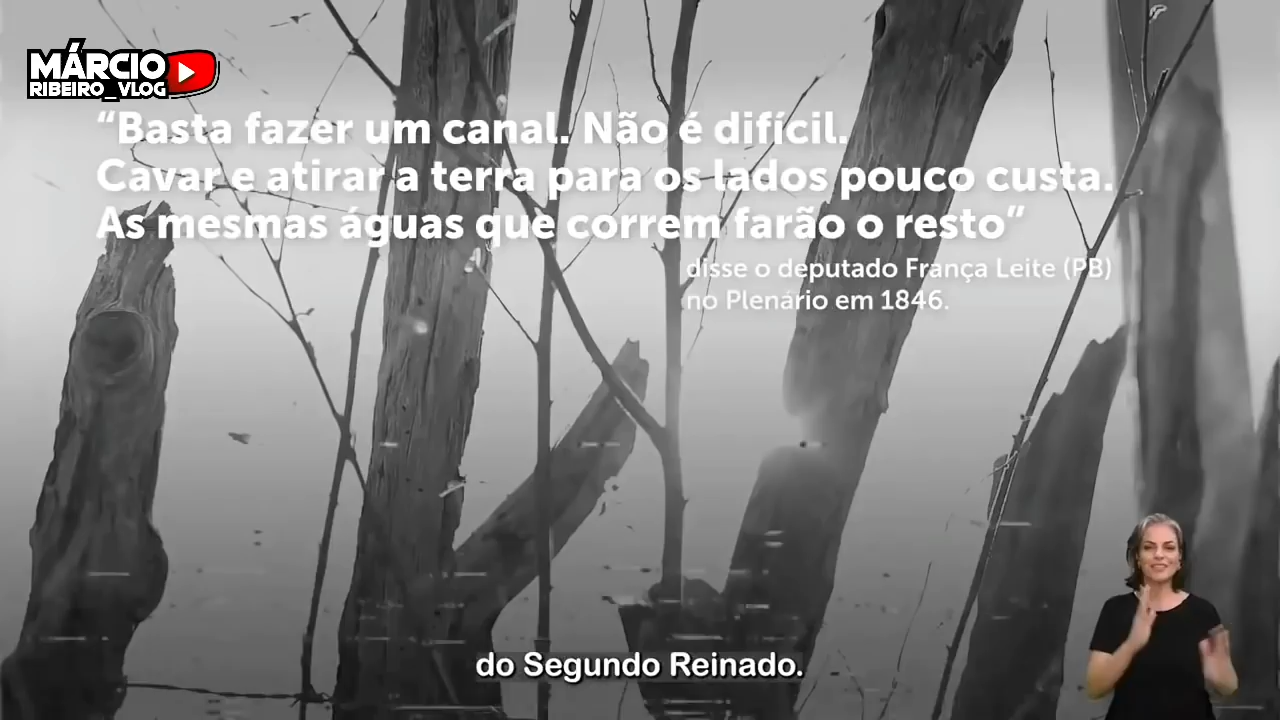 MÁRCIO
RIBEIRO_VLOG
“Basta fazer um canal. Não é difícil.
Cavar e atirar a terra para os lados pouco custa.
As mesmas águas que correm farão o resto”
disse o deputado França Leite (PB)
no Plenário em 1846.
do Segundo Reinado.